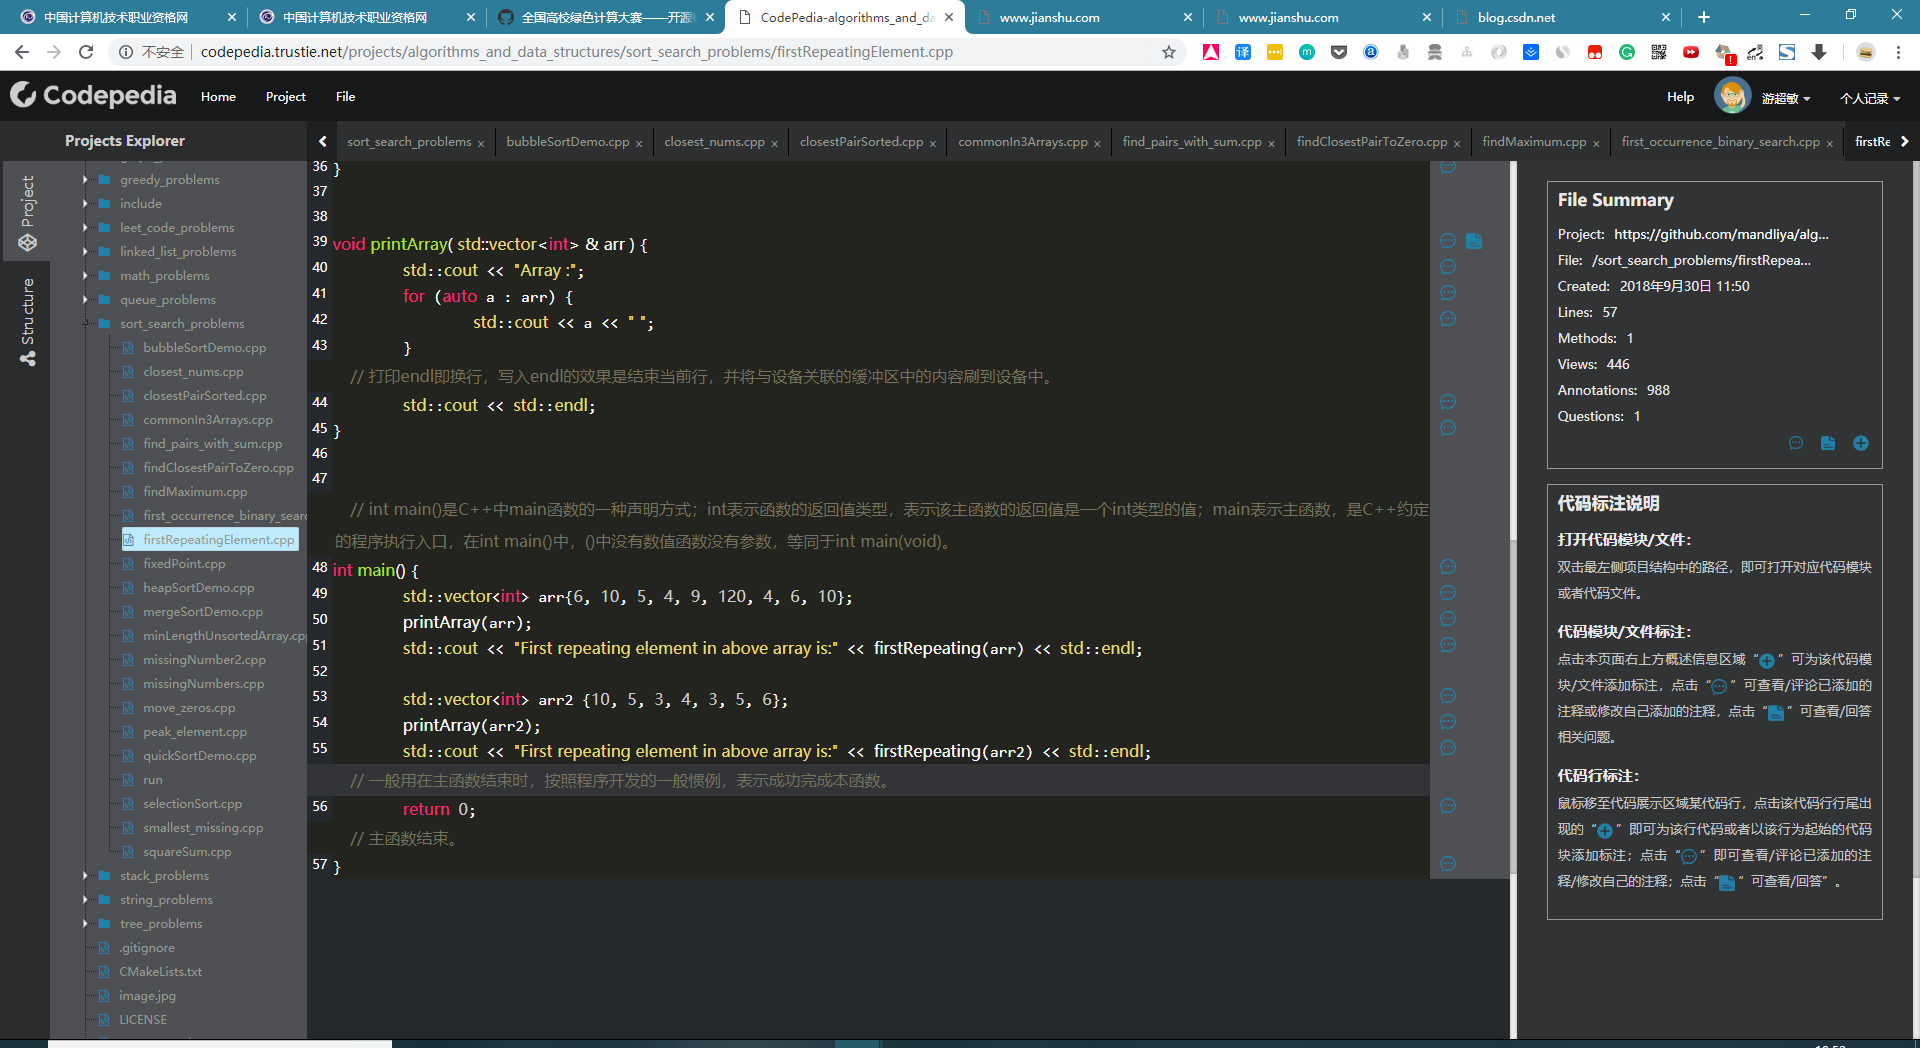 中国计算机技术职业资格网
中国计算机技术职业资格网
全国高校绿色计算大赛——开源
CodePedia-algorithms_and_da
www.jianshu.com
www.jianshu.com
blog.csdn.net
不安全
codepedia.trustie.net/projects/algorithms_and_data_structures/sort_search_problems/firstRepeatingElement.cpp
Codepedia
Home
Project
File
Help
游超敏
个人记录
Projects Explorer
sort_search_problems ×
bubbleSortDemo.cpp ×
closest_nums.cpp ×
closestPairSorted.cpp ×
commonIn3Arrays.cpp ×
find_pairs_with_sum.cpp ×
findClosestPairToZero.cpp ×
findMaximum.cpp ×
first_occurrence_binary_search.cpp ×
firstRe
Project
Structure
greedy_problems
include
leet_code_problems
linked_list_problems
math_problems
queue_problems
sort_search_problems
bubbleSortDemo.cpp
closest_nums.cpp
closestPairSorted.cpp
commonIn3Arrays.cpp
find_pairs_with_sum.cpp
findClosestPairToZero.cpp
findMaximum.cpp
first_occurrence_binary_searc
firstRepeatingElement.cpp
fixedPoint.cpp
heapSortDemo.cpp
mergeSortDemo.cpp
minLengthUnsortedArray.cpp
missingNumber2.cpp
missingNumbers.cpp
move_zeros.cpp
peak_element.cpp
quickSortDemo.cpp
run
selectionSort.cpp
smallest_missing.cpp
squareSum.cpp
stack_problems
string_problems
tree_problems
.gitignore
CMakeLists.txt
image.jpg
LICENSE
36 }
37
38
39 void printArray( std::vector<int> & arr ) {
40 std::cout << "Array :";
41 for (auto a : arr) {
42 std::cout << a << " ";
43 }
// 打印endl即换行，写入endl的效果是结束当前行，并将与设备关联的缓冲区中的内容刷到设备中。
44 std::cout << std::endl;
45 }
46
47
// int main()是C++中main函数的一种声明方式；int表示函数的返回值类型，表示该主函数的返回值是一个int类型的值；main表示主函数，是C++约定
的程序执行入口，在int main()中，()中没有数值函数没有参数，等同于int main(void)。
48 int main() {
49 std::vector<int> arr{6, 10, 5, 4, 9, 120, 4, 6, 10};
50 printArray(arr);
51 std::cout << "First repeating element in above array is:" << firstRepeating(arr) << std::endl;
52
53 std::vector<int> arr2 {10, 5, 3, 4, 3, 5, 6};
54 printArray(arr2);
55 std::cout << "First repeating element in above array is:" << firstRepeating(arr2) << std::endl;
// 一般用在主函数结束时，按照程序开发的一般惯例，表示成功完成本函数。
56 return 0;
// 主函数结束。
57 }
File Summary
Project: https://github.com/mandliya/alg...
File: /sort_search_problems/firstRepea...
Created: 2018年9月30日 11:50
Lines: 57
Methods: 1
Views: 446
Annotations: 988
Questions: 1
代码标注说明
打开代码模块/文件：
双击最左侧项目结构中的路径，即可打开对应代码模块
或者代码文件。
代码模块/文件标注：
点击本页面右上方概述信息区域“ ”可为该代码模
块/文件添加标注，点击“ ”可查看/评论已添加的
注释或修改自己添加的注释，点击“ ”可查看/回答
相关问题。
代码行标注：
鼠标移至代码展示区域某代码行，点击该代码行行尾出
现的“ ”即可为该行代码或者以该行为起始的代码
块添加标注；点击“ ”即可查看/评论已添加的注
释/修改自己的注释；点击“ ”可查看/回答”。